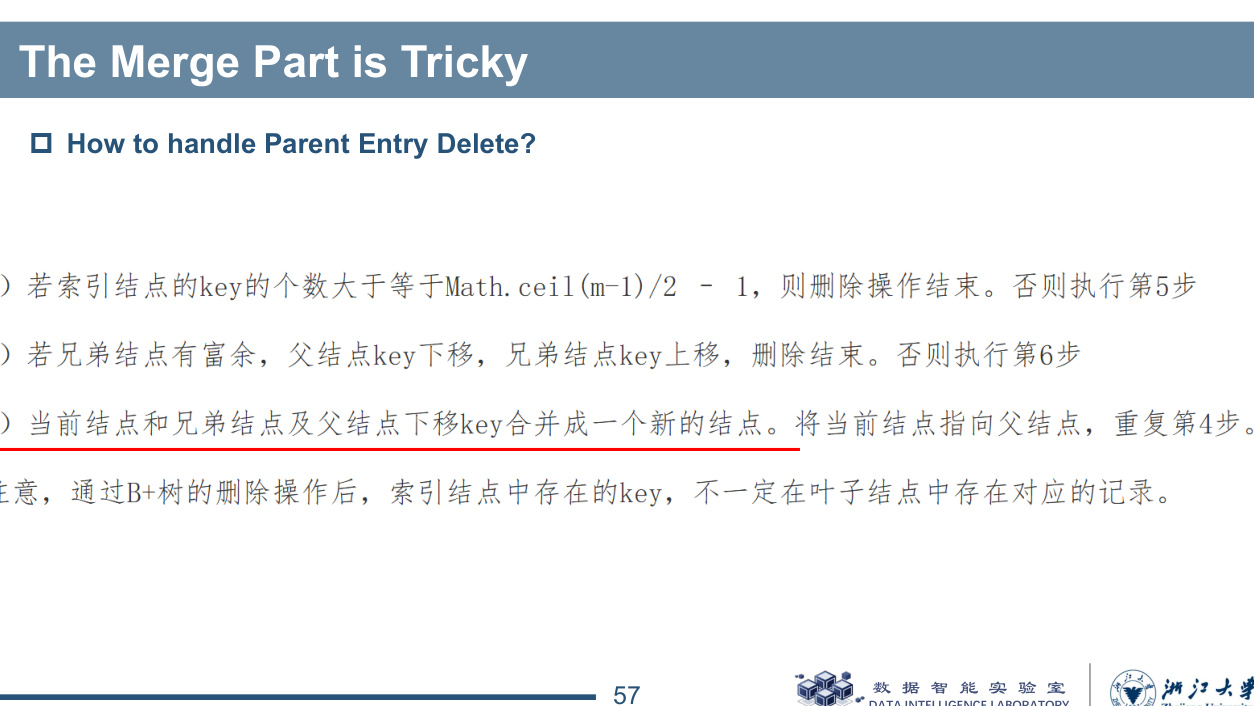 The Merge Part is Tricky
How to handle Parent Entry Delete?
）若索引结点的key的个数大于等于Math.ceil(m-1)/2 – 1，则删除操作结束。否则执行第5步
）若兄弟结点有富余，父结点key下移，兄弟结点key上移，删除结束。否则执行第6步
）当前结点和兄弟结点及父结点下移key合并成一个新的结点。将当前结点指向父结点，重复第4步。
注意，通过B+树的删除操作后，索引结点中存在的key，不一定在叶子结点中存在对应的记录。
57
数据智能实验室
DATA INTELLIGENCE LABORATORY
浙江大学
Zhejiang University